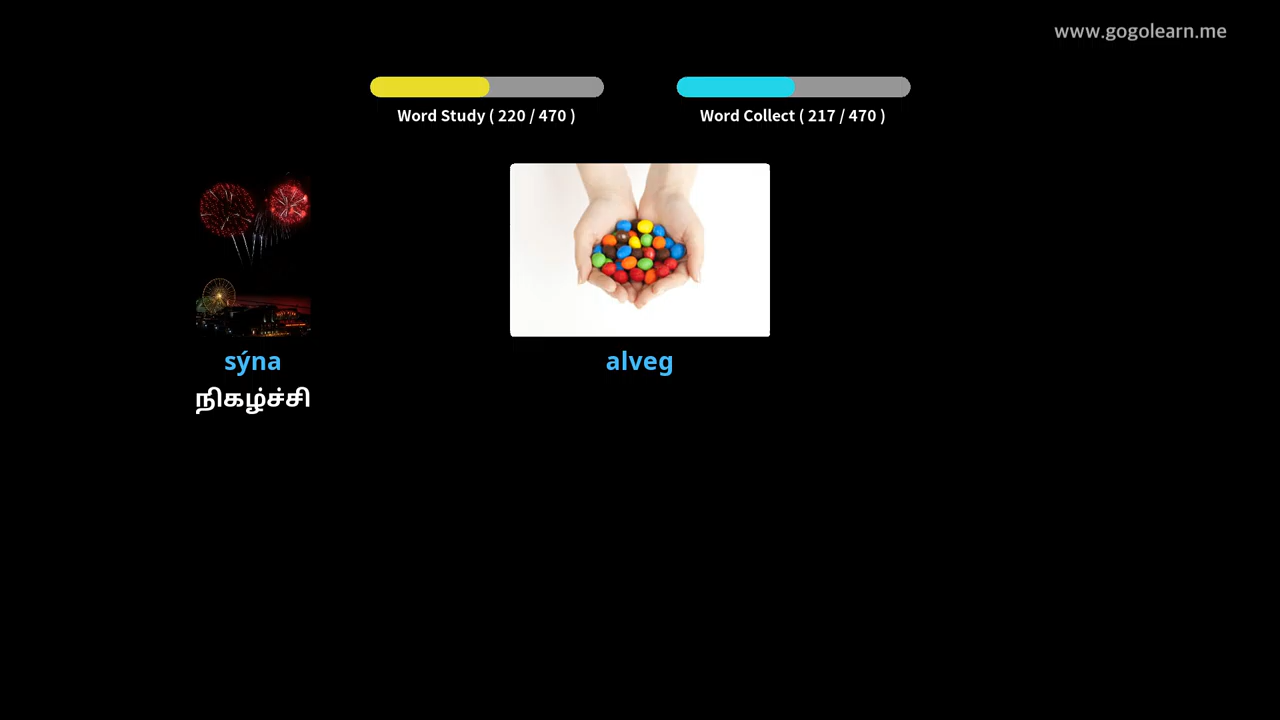 www.gogolearn.me
Word Study ( 220 / 470 )
Word Collect ( 217 / 470 )
sýna
நிகழ்ச்சி
alveg